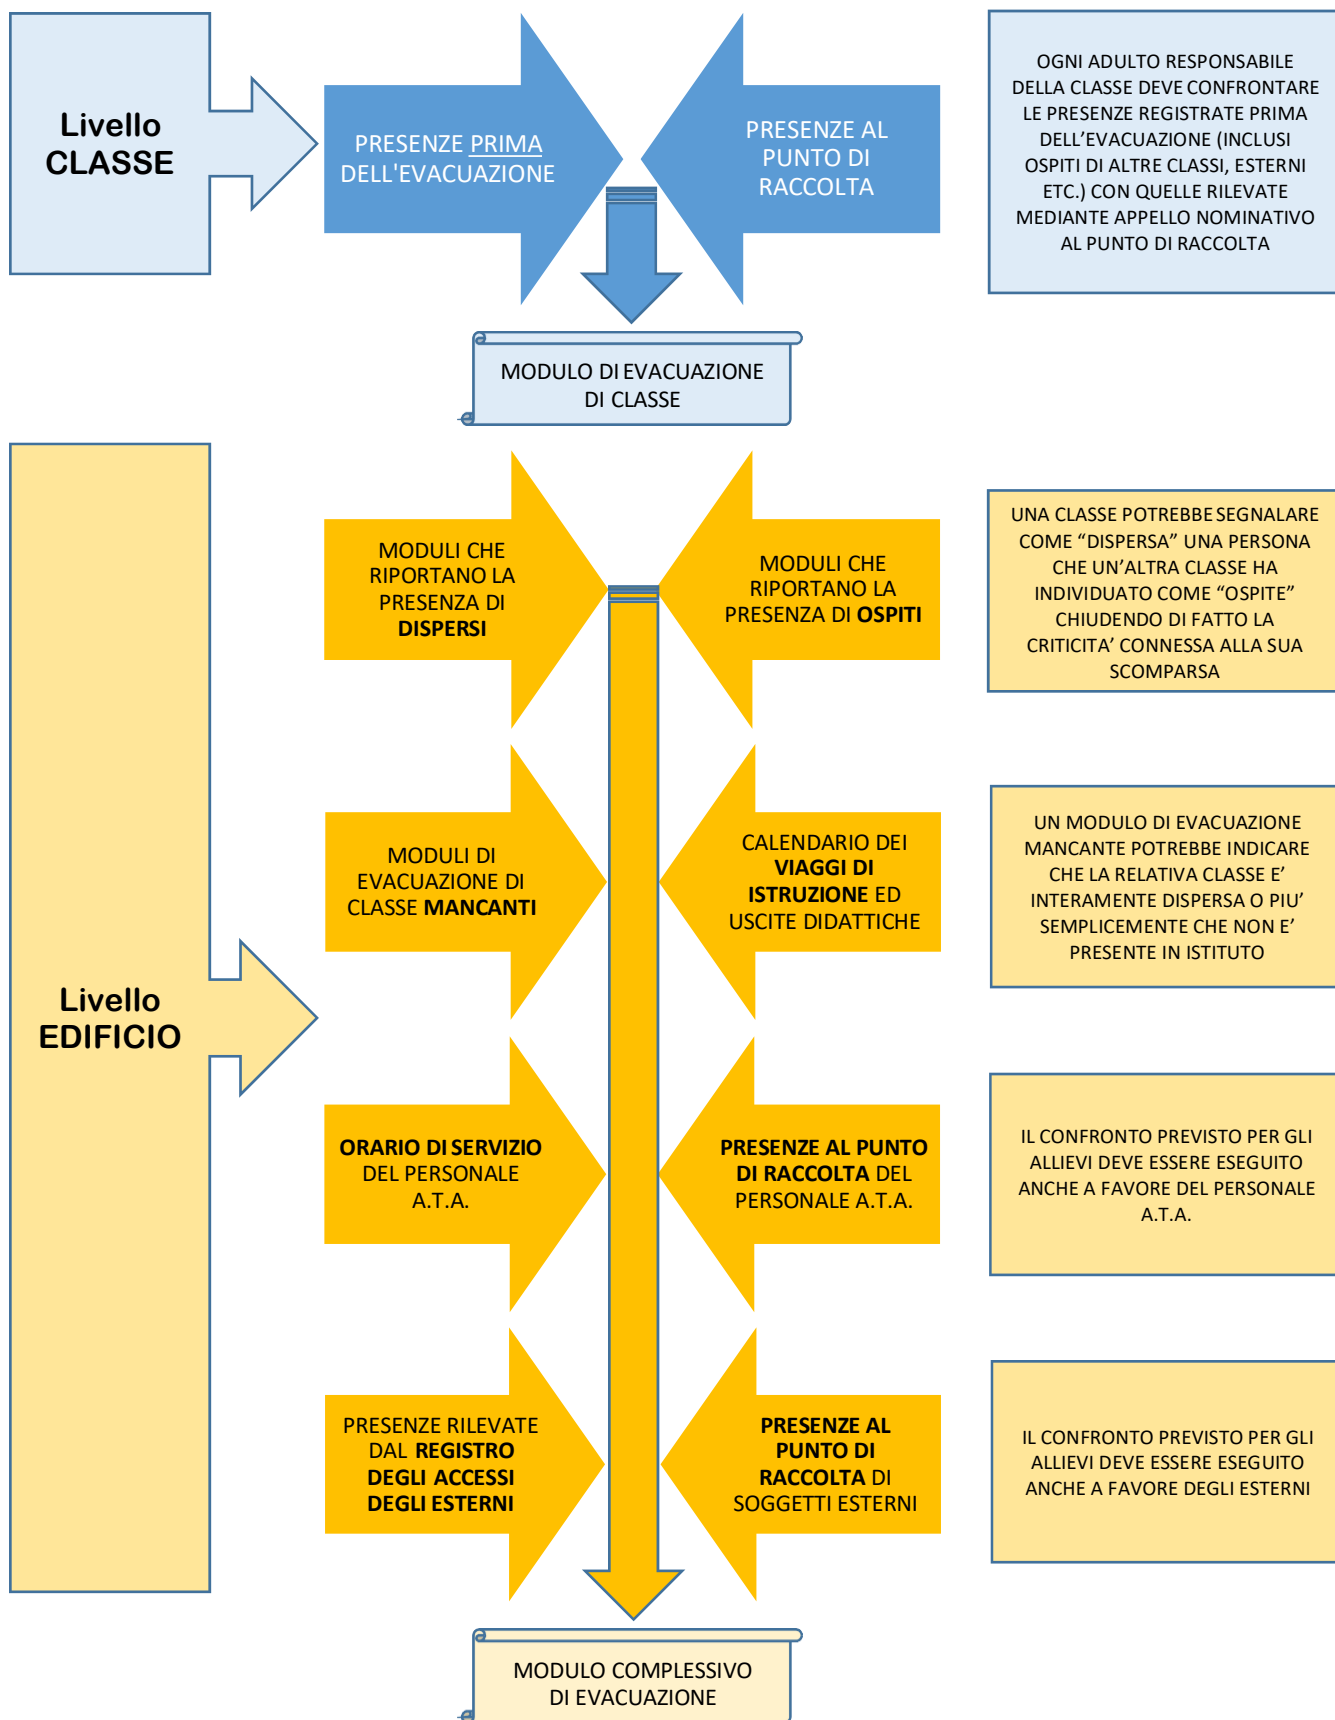 Livello
CLASSE
PRESENZE PRIMA
DELL'EVACUAZIONE
PRESENZE AL
PUNTO DI
RACCOLTA
OGNI ADULTO RESPONSABILE
DELLA CLASSE DEVE CONFRONTARE
LE PRESENZE REGISTRATE PRIMA
DELL’EVACUAZIONE (INCLUSI
OSPITI DI ALTRE CLASSI, ESTERNI
ETC.) CON QUELLE RILEVATE
MEDIANTE APPELLO NOMINATIVO
AL PUNTO DI RACCOLTA
MODULO DI EVACUAZIONE
DI CLASSE
Livello
EDIFICIO
MODULI CHE
RIPORTANO LA
PRESENZA DI
DISPERSI
MODULI CHE
RIPORTANO LA
PRESENZA DI OSPITI
UNA CLASSE POTREBBE SEGNALARE
COME “DISPERSA” UNA PERSONA
CHE UN’ALTRA CLASSE HA
INDIVIDUATO COME “OSPITE”
CHIUDENDO DI FATTO LA
CRITICITA’ CONNESSA ALLA SUA
SCOMPARSA
MODULI DI
EVACUAZIONE DI
CLASSE MANCANTI
CALENDARIO DEI
VIAGGI DI
ISTRUZIONE ED
USCITE DIDATTICHE
UN MODULO DI EVACUAZIONE
MANCANTE POTREBBE INDICARE
CHE LA RELATIVA CLASSE E’
INTERAMENTE DISPERSA O PIU’
SEMPLICEMENTE CHE NON E’
PRESENTE IN ISTITUTO
ORARIO DI SERVIZIO
DEL PERSONALE
A.T.A.
PRESENZE AL PUNTO
DI RACCOLTA DEL
PERSONALE A.T.A.
IL CONFRONTO PREVISTO PER GLI
ALLIEVI DEVE ESSERE ESEGUITO
ANCHE A FAVORE DEL PERSONALE
A.T.A.
PRESENZE RILEVATE
DAL REGISTRO
DEGLI ACCESSI
DEGLI ESTERNI
PRESENZE AL
PUNTO DI
RACCOLTA DI
SOGGETTI ESTERNI
IL CONFRONTO PREVISTO PER GLI
ALLIEVI DEVE ESSERE ESEGUITO
ANCHE A FAVORE DEGLI ESTERNI
MODULO COMPLESSIVO
DI EVACUAZIONE